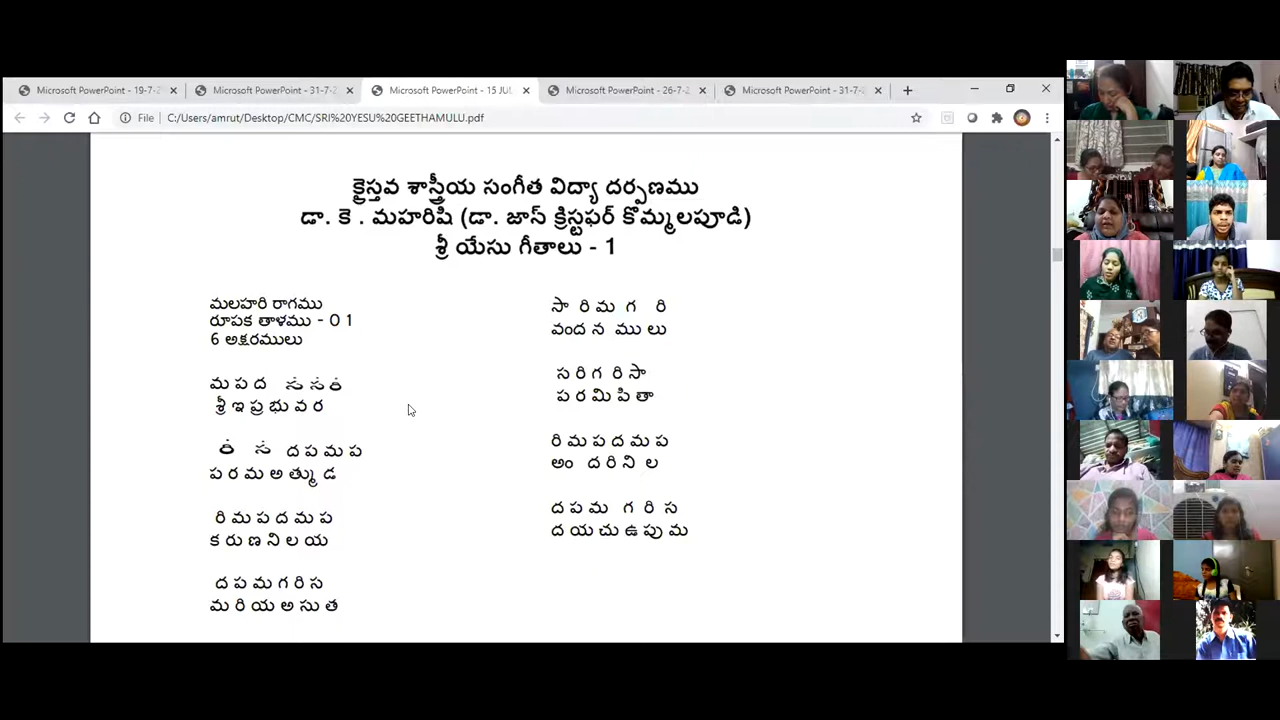 Microsoft PowerPoint - 19-7-2
Microsoft PowerPoint - 31-7-2
Microsoft PowerPoint - 15 JUL
Microsoft PowerPoint - 26-7-2
Microsoft PowerPoint - 31-7-2
File
C:/Users/amrut/Desktop/CMC/SRI%20YESU%20GEETHAMULU.pdf
క్రైస్తవ శాస్త్రీయ సంగీత విద్యా దర్పణము
డా. కె . మహరిషి (డా. జాస్ క్రిస్టఫర్ కొమ్మలపూడి)
శ్రీ యేసు గీతాలు - 1
మలహరి రాగము
రూపక తాళము - 0 1
6 అక్షరములు
మ ప ద స స రి
శ్రీ ఇ ప్ర భు వ ర
రి స ద ప మ ప
ప ర మ అ త్ము డ
రి మ ప ద మ ప
క రు ణ ని ల య
ద ప మ గ రి స
మ రి య అ సు త
సా రి మ గ రి
వంద న ము లు
స రి గ రి సా
ప ర మి పి తా
రి మ ప ద మ ప
అం ద రి ని ల
ద ప మ గ రి స
ద య చు ఉ పు మ